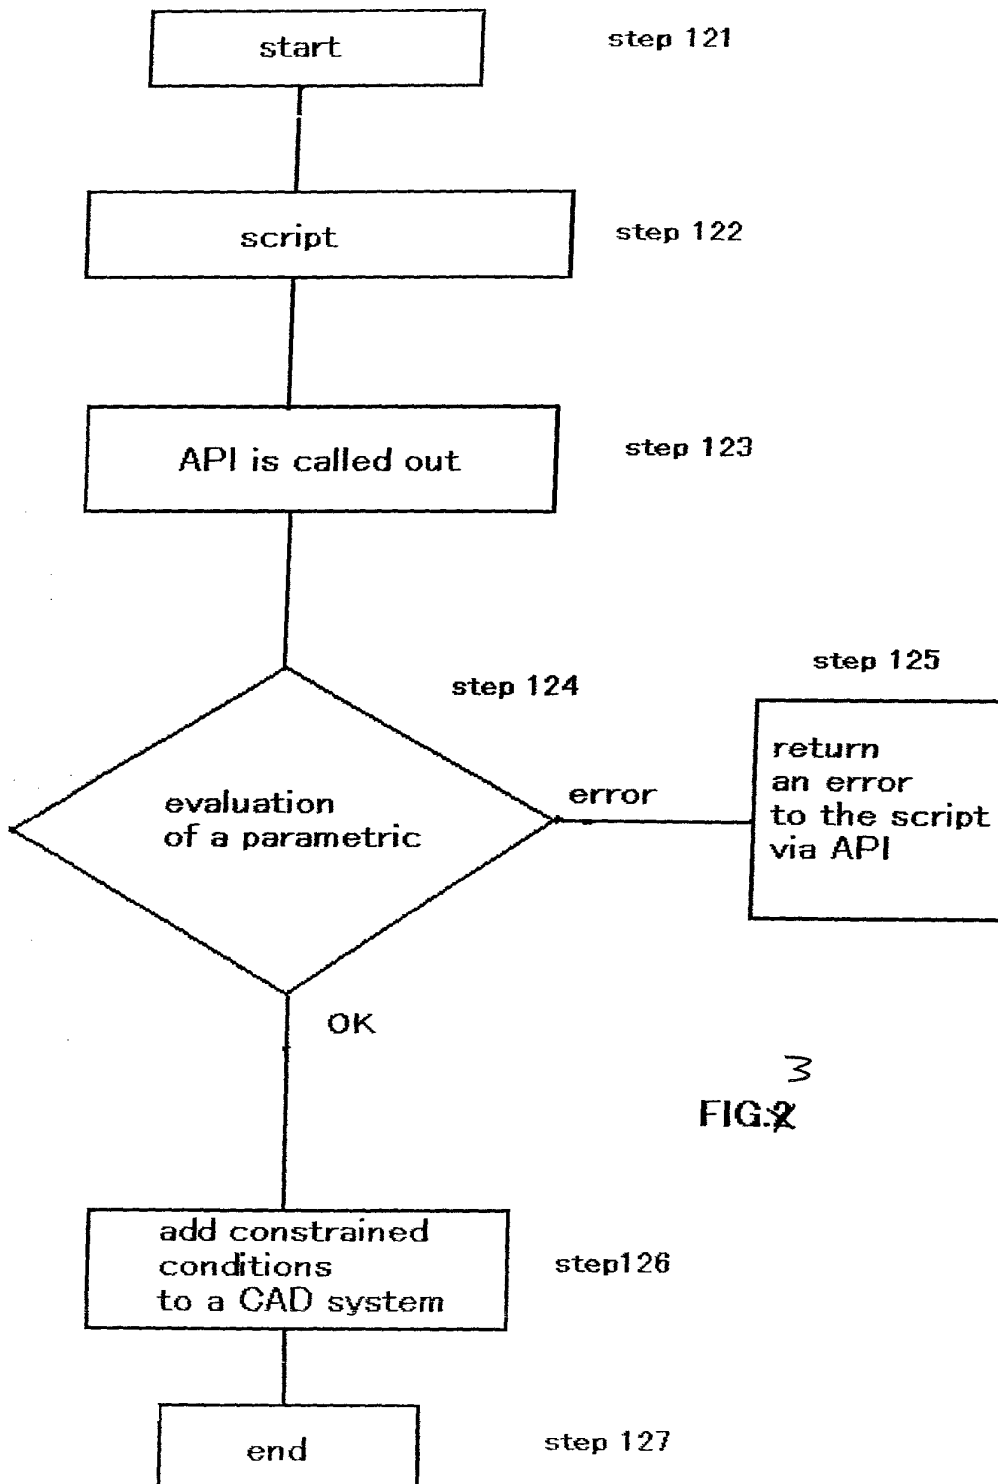 start
step 121
script
step 122
API is called out
step 123
step 124
step 125
evaluation
of a parametric
error
return
an error
to the script
via API
OK
3
FIG.2
add constrained
conditions
to a CAD system
step126
end
step 127